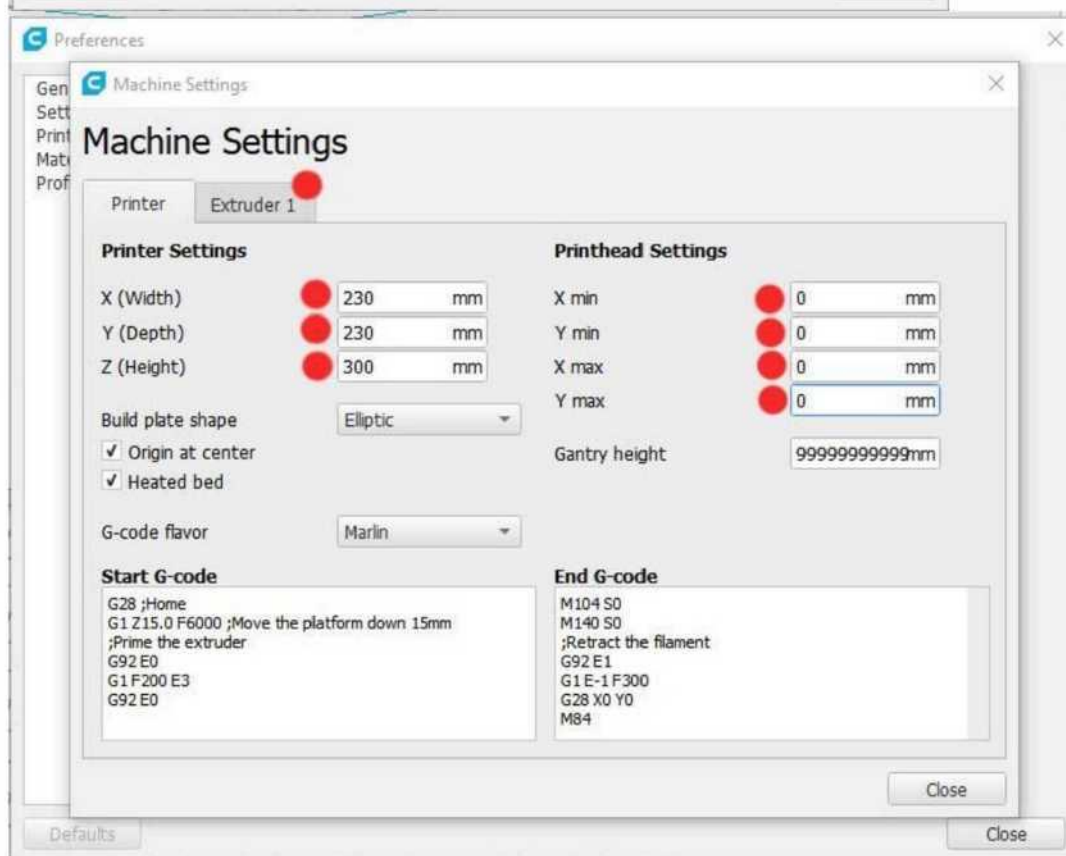 Preferences
Gen
Sett
Print
Mate
Prof
Machine Settings
Machine Settings
Printer
Extruder 1
Printer Settings
X (Width) 230 mm
Y (Depth) 230 mm
Z (Height) 300 mm
Build plate shape Elliptic
Origin at center
Heated bed
G-code flavor Marlin
Printhead Settings
X min 0 mm
Y min 0 mm
X max 0 mm
Y max 0 mm
Gantry height 99999999999mm
Start G-code
G28 ;Home
G1 Z15.0 F6000 ;Move the platform down 15mm
;Prime the extruder
G92 E0
G1 F200 E3
G92 E0
End G-code
M104 S0
M140 S0
;Retract the filament
G92 E1
G1 E-1 F300
G28 X0 Y0
M84
Close
Defaults
Close